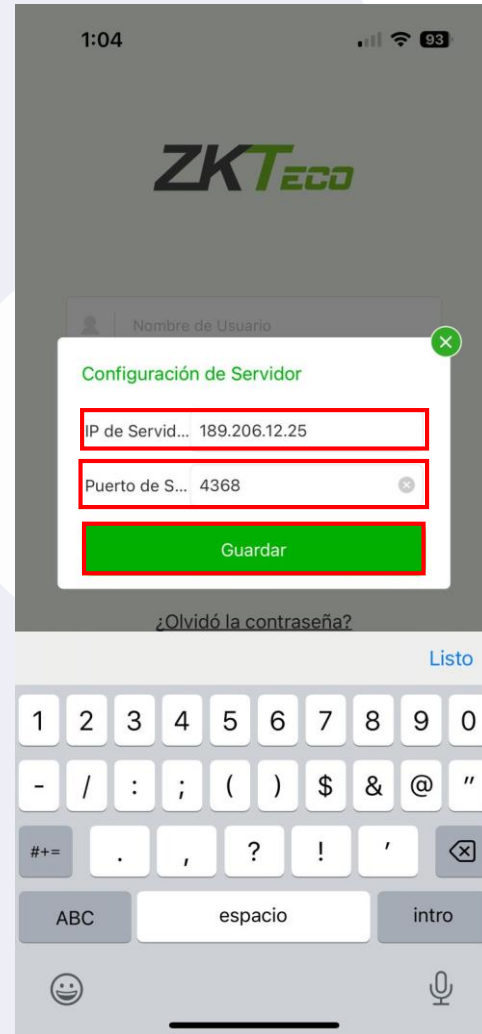 1:04
93
ZKTECO
Nombre de Usuario
Configuración de Servidor
IP de Servid... 189.206.12.25
Puerto de S... 4368
Guardar
¿Olvidó la contraseña?
Listo
1 2 3 4 5 6 7 8 9 0
- / : ; ( ) $ & @ "
#+= . , ? ! '
ABC espacio intro